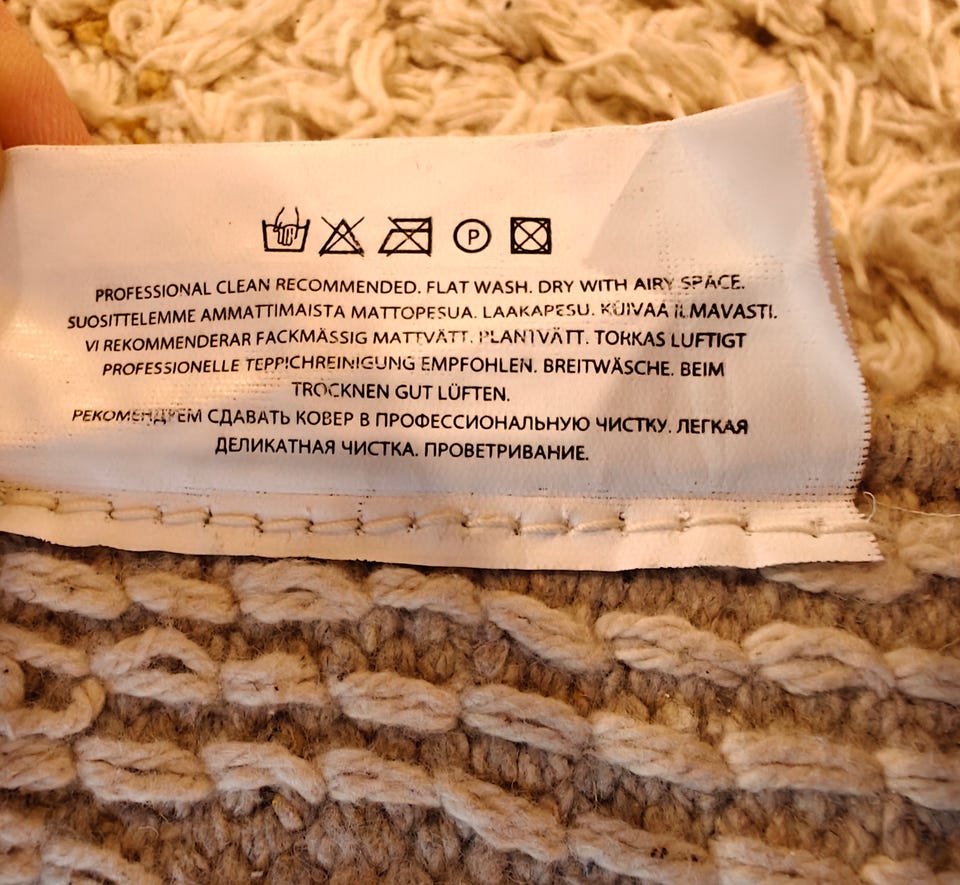 P
PROFESSIONAL CLEAN RECOMMENDED. FLAT WASH. DRY WITH AIRY SPACE.
SUOSITTELEMME AMMATTIMAISTA MATTOPESUA. LAAKAPESU. KUIVAA ILMAVASTI.
VI REKOMMENDERAR FACKMÄSSIG MATTVÄTT. PLANTVÄTT. TORKAS LUFTIGT
PROFESSIONELLE TEPPICHREINIGUNG EMPFOHLEN. BREITWÄSCHE. BEIM
TROCKNEN GUT LÜFTEN.
РЕКОМЕНДУЕМ СДАВАТЬ КОВЕР В ПРОФЕССИОНАЛЬНУЮ ЧИСТКУ. ЛЕГКАЯ
ДЕЛИКАТНАЯ ЧИСТКА. ПРОВЕТРИВАНИЕ.